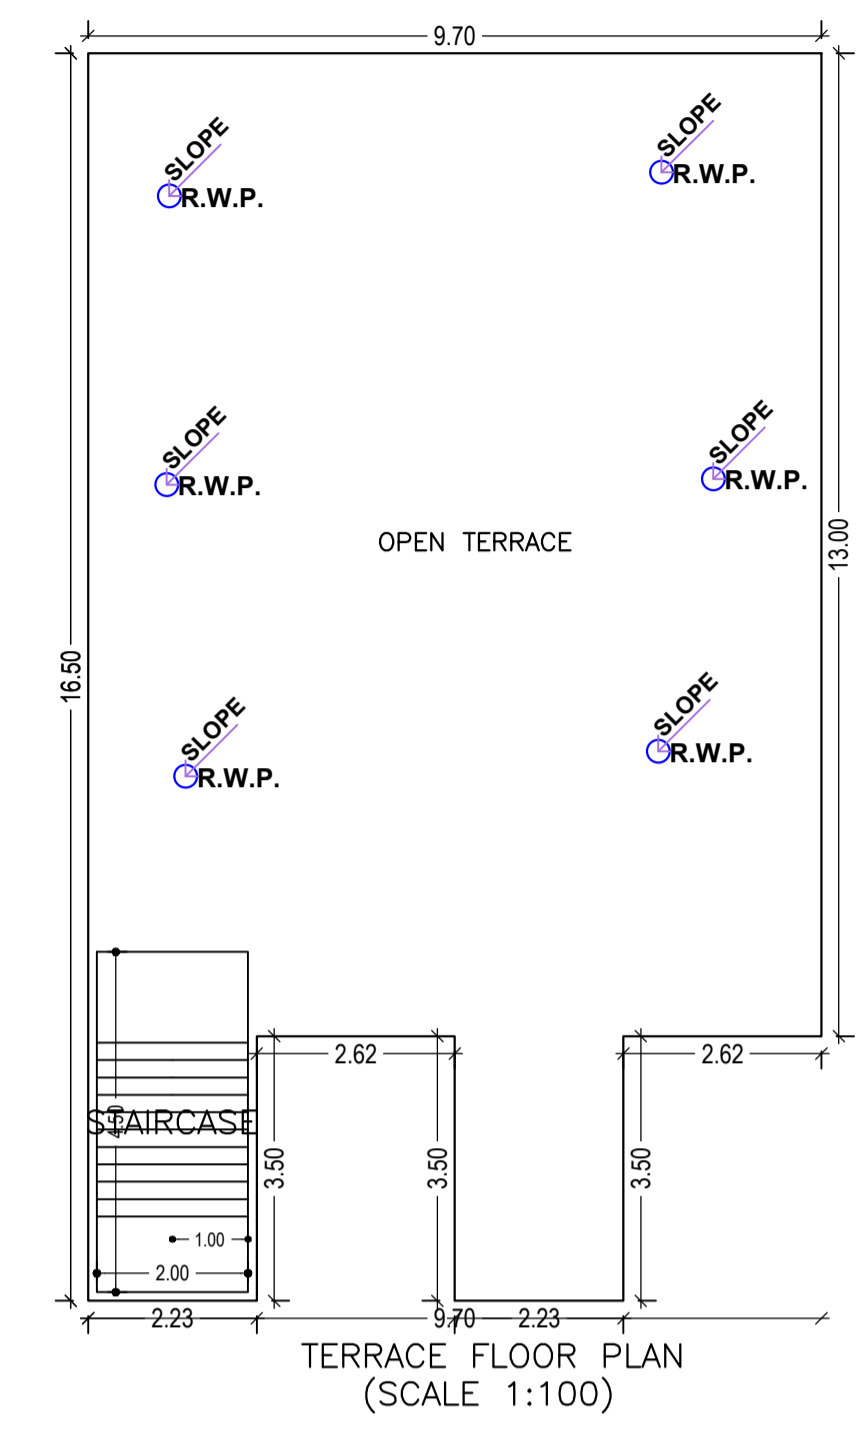 9.70
SLOPE
R.W.P.
SLOPE
R.W.P.
SLOPE
R.W.P.
SLOPE
R.W.P.
OPEN TERRACE
13.00
16.50
SLOPE
R.W.P.
SLOPE
R.W.P.
2.62
2.62
STAIRCASE
4.50
3.50
3.50
3.50
1.00
2.00
2.23
9.70
2.23
TERRACE FLOOR PLAN
(SCALE 1:100)